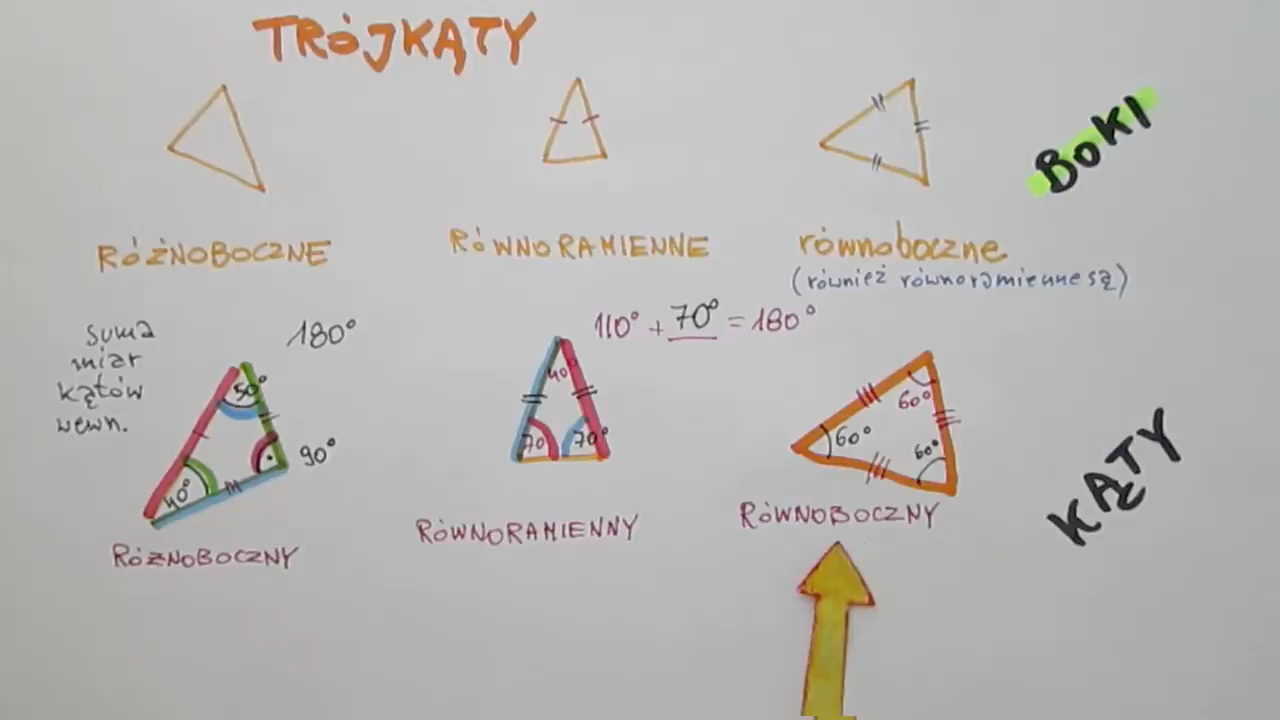 TRÓJKĄTY
BOKI
RÓŻNOBOCZNE
RÓWNORAMIENNE
równoboczne
(również równoramienne są)
suma
miar
kątów
wewn.
180°
110° + 70° = 180°
50°
40°
90°
40°
70
70°
60°
60°
60°
KĄTY
RÓŻNOBOCZNY
RÓWNORAMIENNY
RÓWNOBOCZNY